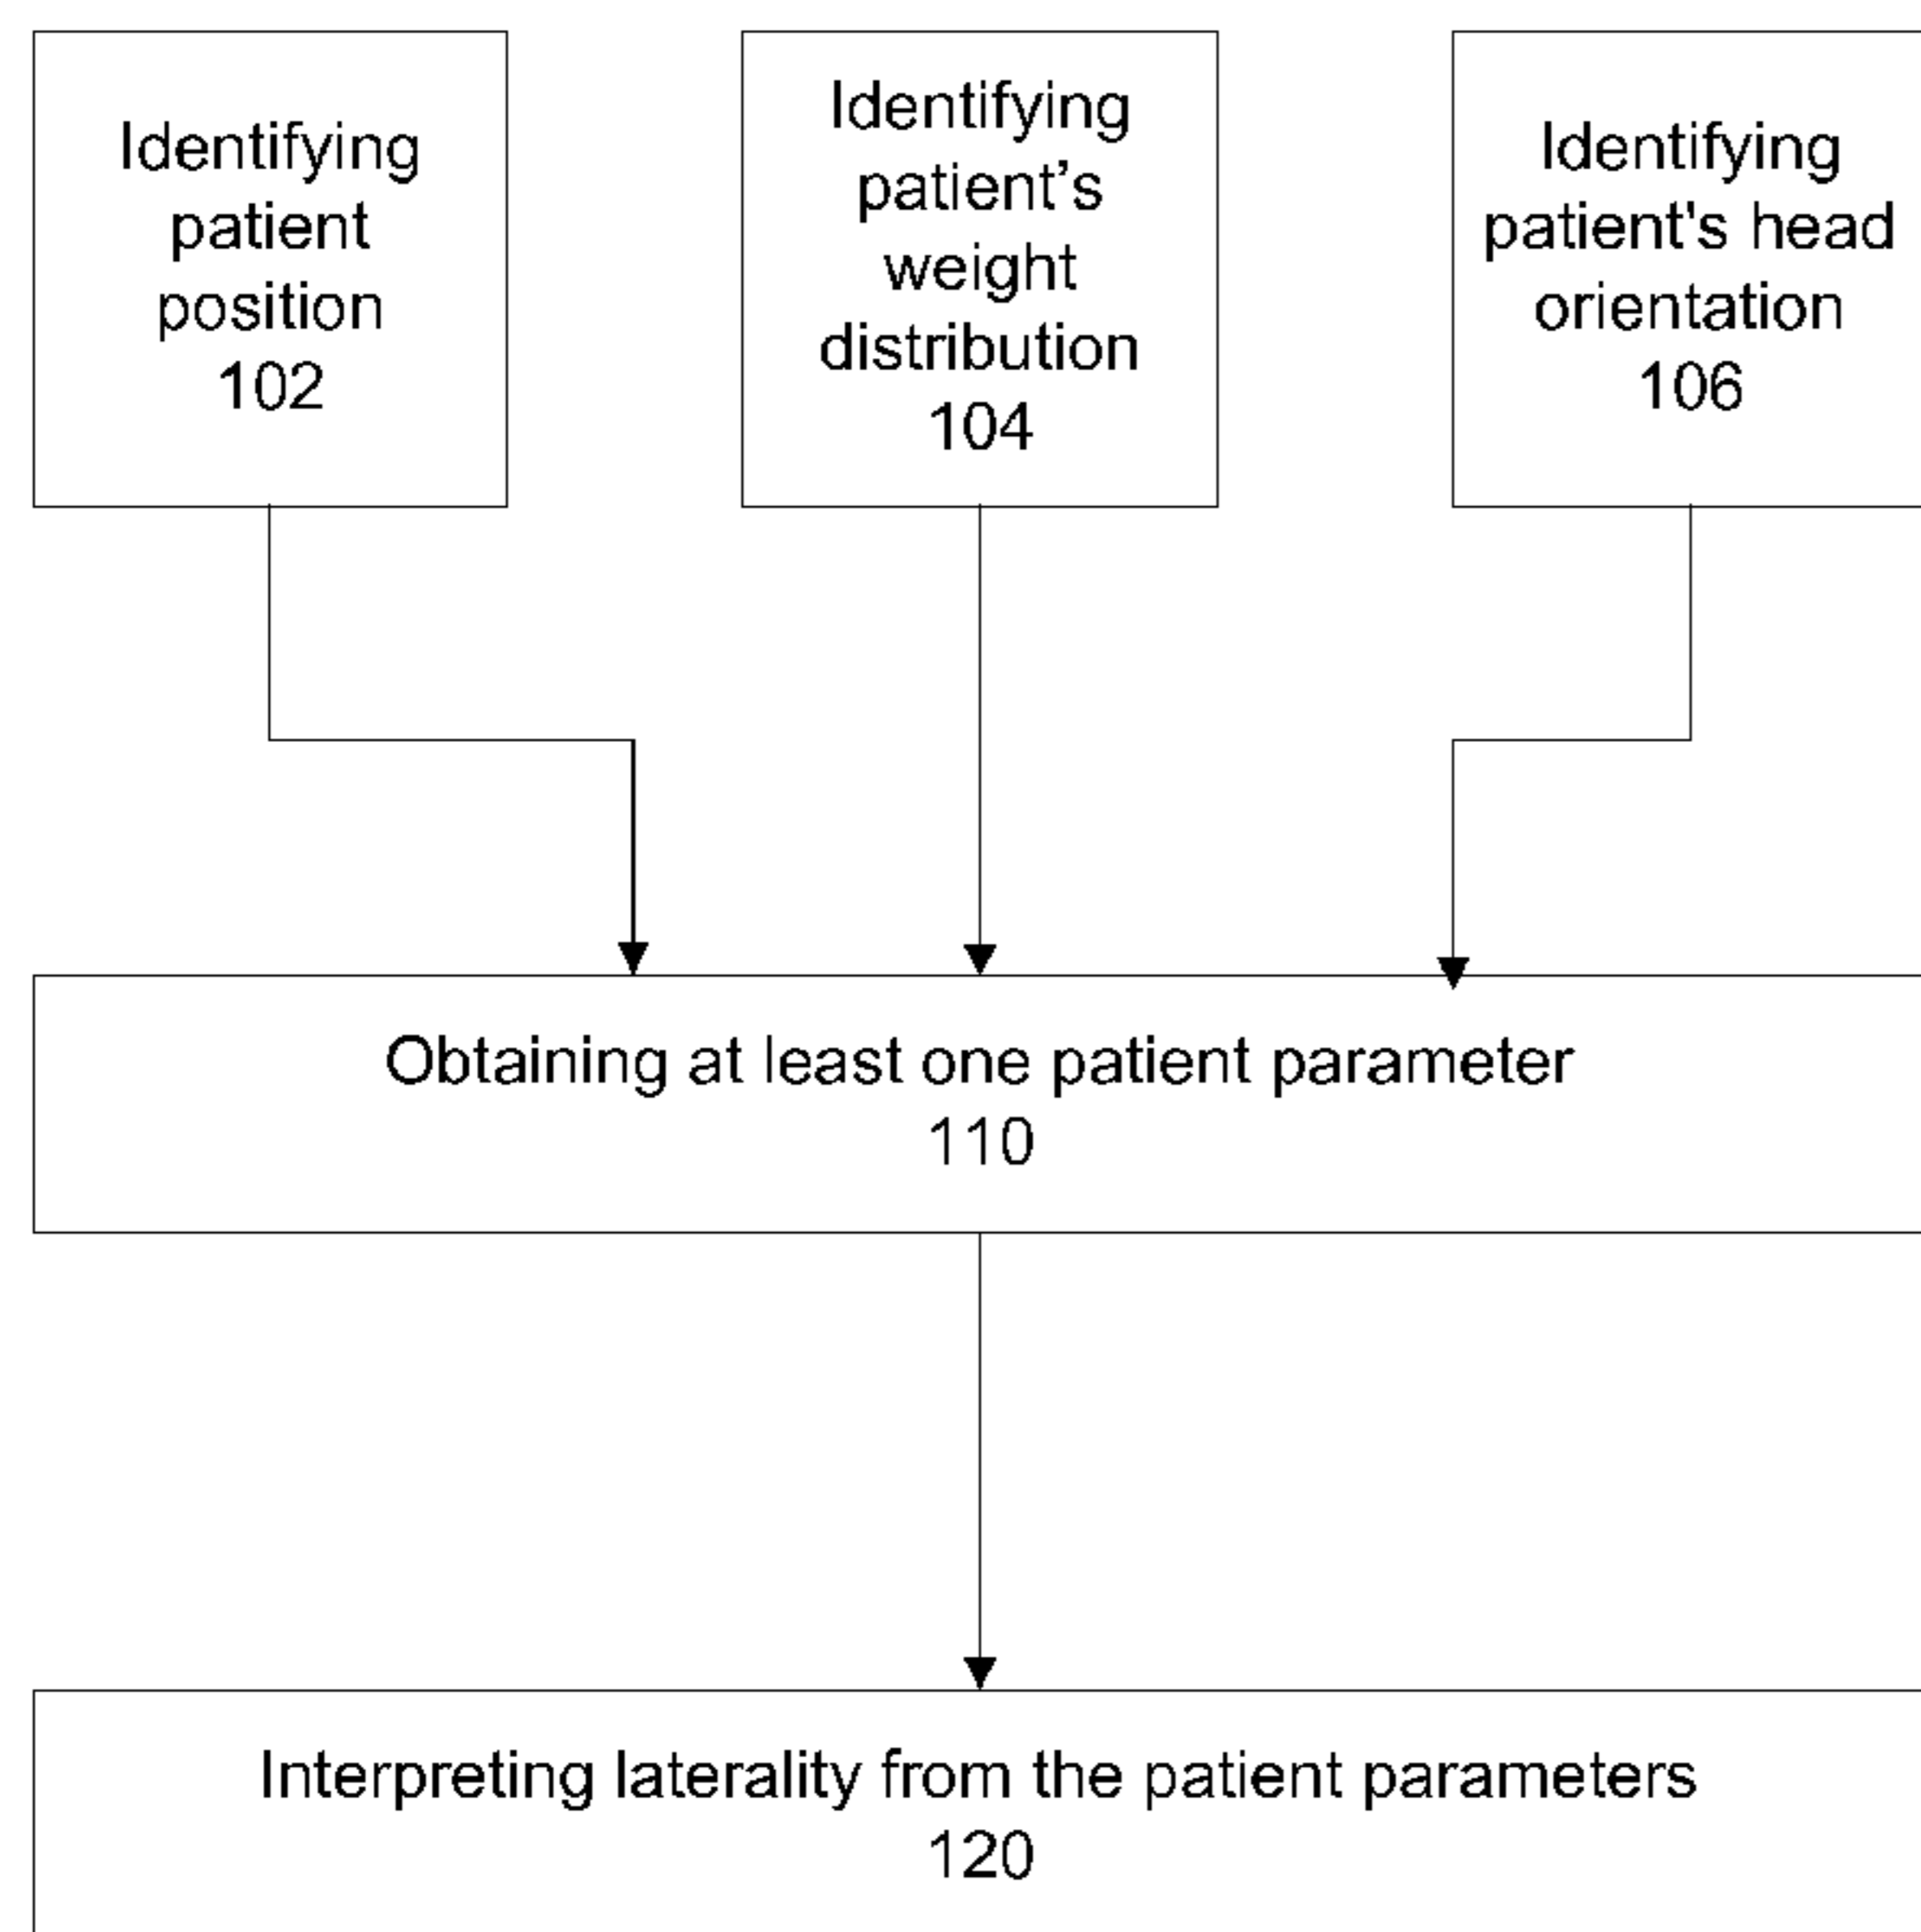 Identifying
patient
position
102
Identifying
patient’s
weight
distribution
104
Identifying
patient's head
orientation
106
Obtaining at least one patient parameter
110
Interpreting laterality from the patient parameters
120